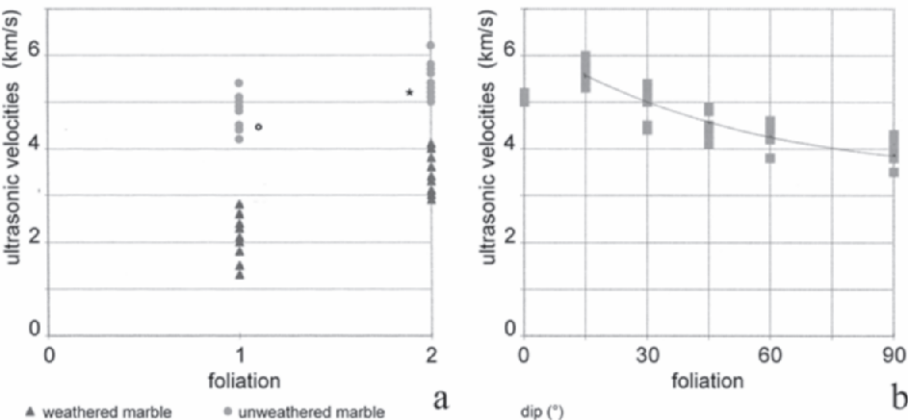 ultrasonic velocities (km/s)
6
4
2
0
0 1 2
foliation
▲ weathered marble ● unweathered marble
a
ultrasonic velocities (km/s)
6
4
2
0
0 30 60 90
foliation
dip (°)
b